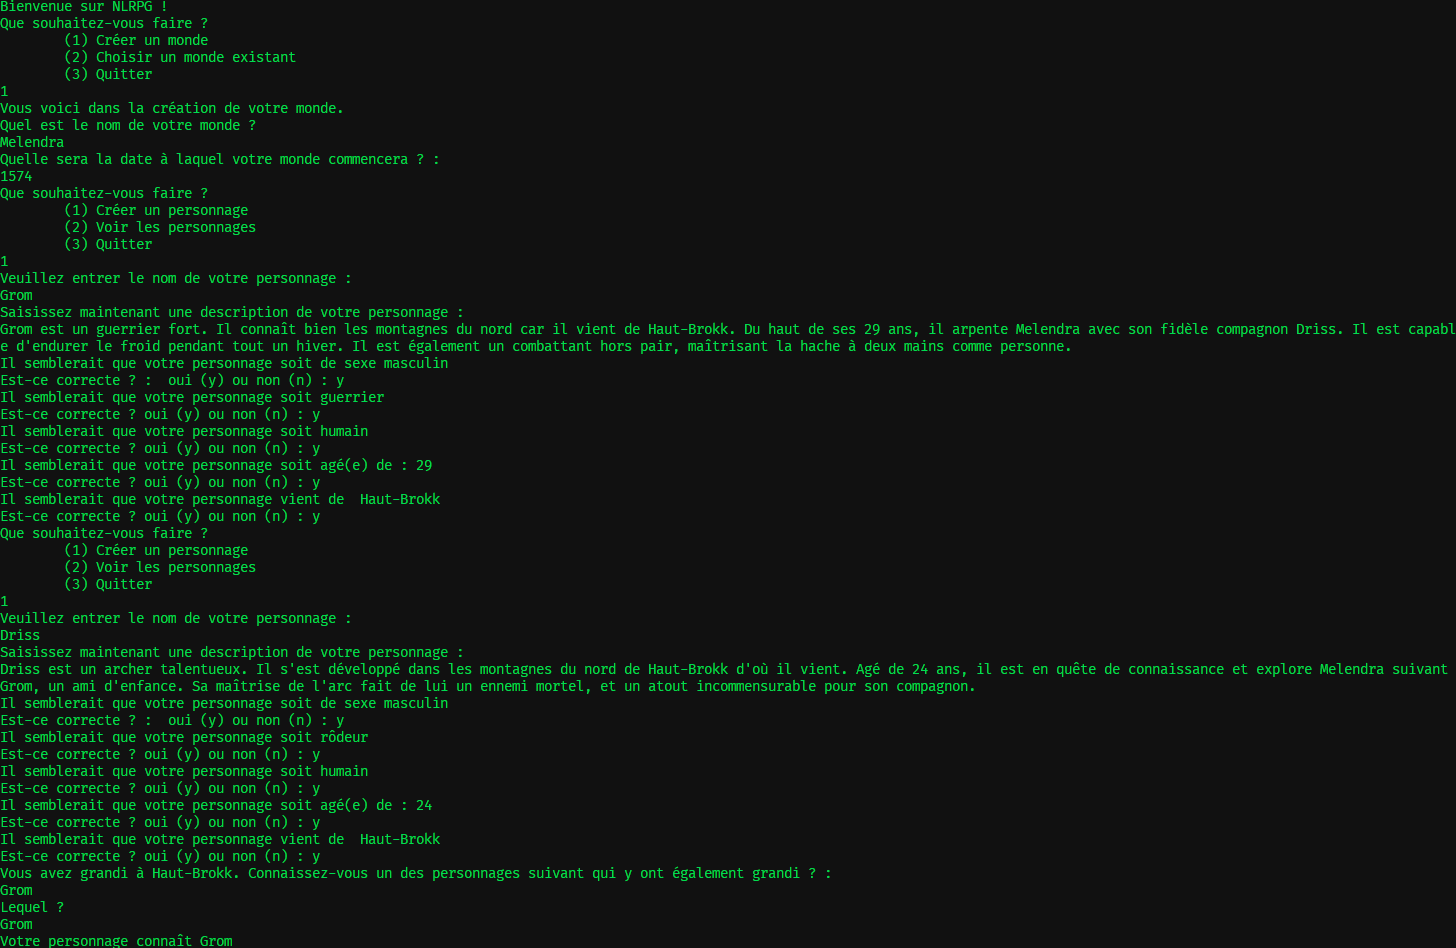 Bienvenue sur NLRPG !
Que souhaitez-vous faire ?
(1) Créer un monde
(2) Choisir un monde existant
(3) Quitter
1
Vous voici dans la création de votre monde.
Quel est le nom de votre monde ?
Melendra
Quelle sera la date à laquel votre monde commencera ? :
1574
Que souhaitez-vous faire ?
(1) Créer un personnage
(2) Voir les personnages
(3) Quitter
1
Veuillez entrer le nom de votre personnage :
Grom
Saisissez maintenant une description de votre personnage :
Grom est un guerrier fort. Il connaît bien les montagnes du nord car il vient de Haut-Brokk. Du haut de ses 29 ans, il arpente Melendra avec son fidèle compagnon Driss. Il est capabl
e d'endurer le froid pendant tout un hiver. Il est également un combattant hors pair, maîtrisant la hache à deux mains comme personne.
Il semblerait que votre personnage soit de sexe masculin
Est-ce correcte ? :  oui (y) ou non (n) : y
Il semblerait que votre personnage soit guerrier
Est-ce correcte ? oui (y) ou non (n) : y
Il semblerait que votre personnage soit humain
Est-ce correcte ? oui (y) ou non (n) : y
Il semblerait que votre personnage soit agé(e) de : 29
Est-ce correcte ? oui (y) ou non (n) : y
Il semblerait que votre personnage vient de  Haut-Brokk
Est-ce correcte ? oui (y) ou non (n) : y
Que souhaitez-vous faire ?
(1) Créer un personnage
(2) Voir les personnages
(3) Quitter
1
Veuillez entrer le nom de votre personnage :
Driss
Saisissez maintenant une description de votre personnage :
Driss est un archer talentueux. Il s'est développé dans les montagnes du nord de Haut-Brokk d'où il vient. Agé de 24 ans, il est en quête de connaissance et explore Melendra suivant
Grom, un ami d'enfance. Sa maîtrise de l'arc fait de lui un ennemi mortel, et un atout incommensurable pour son compagnon.
Il semblerait que votre personnage soit de sexe masculin
Est-ce correcte ? :  oui (y) ou non (n) : y
Il semblerait que votre personnage soit rôdeur
Est-ce correcte ? oui (y) ou non (n) : y
Il semblerait que votre personnage soit humain
Est-ce correcte ? oui (y) ou non (n) : y
Il semblerait que votre personnage soit agé(e) de : 24
Est-ce correcte ? oui (y) ou non (n) : y
Il semblerait que votre personnage vient de  Haut-Brokk
Est-ce correcte ? oui (y) ou non (n) : y
Vous avez grandi à Haut-Brokk. Connaissez-vous un des personnages suivant qui y ont également grandi ? :
Grom
Lequel ?
Grom
Votre personnage connaît Grom